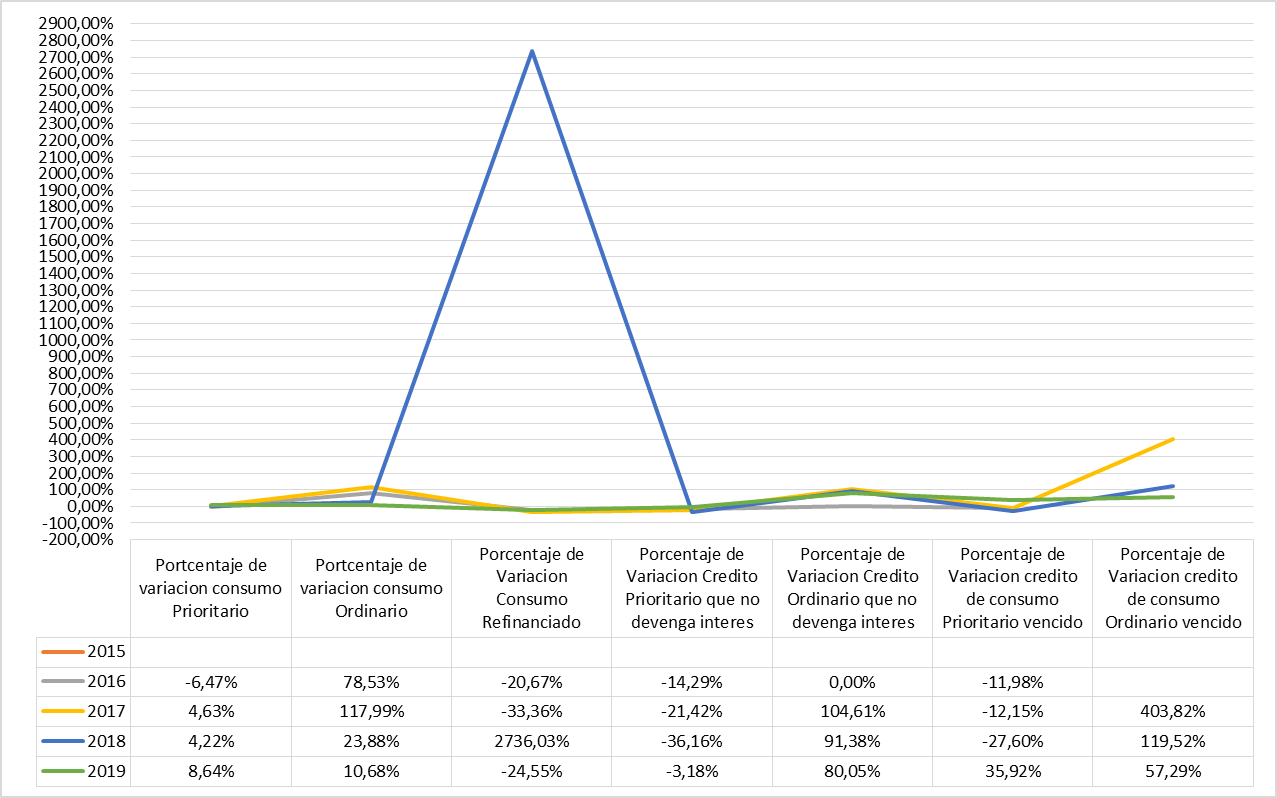 2900,00%
2800,00%
2700,00%
2600,00%
2500,00%
2400,00%
2300,00%
2200,00%
2100,00%
2000,00%
1900,00%
1800,00%
1700,00%
1600,00%
1500,00%
1400,00%
1300,00%
1200,00%
1100,00%
1000,00%
900,00%
800,00%
700,00%
600,00%
500,00%
400,00%
300,00%
200,00%
100,00%
0,00%
-100,00%
-200,00%
Portcentaje de
variacion consumo
Prioritario
Portcentaje de
variacion consumo
Ordinario
Porcentaje de
Variacion
Consumo
Refinanciado
Porcentaje de
Variacion Credito
Prioritario que no
devenga interes
Porcentaje de
Variacion Credito
Ordinario que no
devenga interes
Porcentaje de
Variacion credito
de consumo
Prioritario vencido
Porcentaje de
Variacion credito
de consumo
Ordinario vencido
2015
2016 -6,47% 78,53% -20,67% -14,29% 0,00% -11,98%
2017 4,63% 117,99% -33,36% -21,42% 104,61% -12,15% 403,82%
2018 4,22% 23,88% 2736,03% -36,16% 91,38% -27,60% 119,52%
2019 8,64% 10,68% -24,55% -3,18% 80,05% 35,92% 57,29%